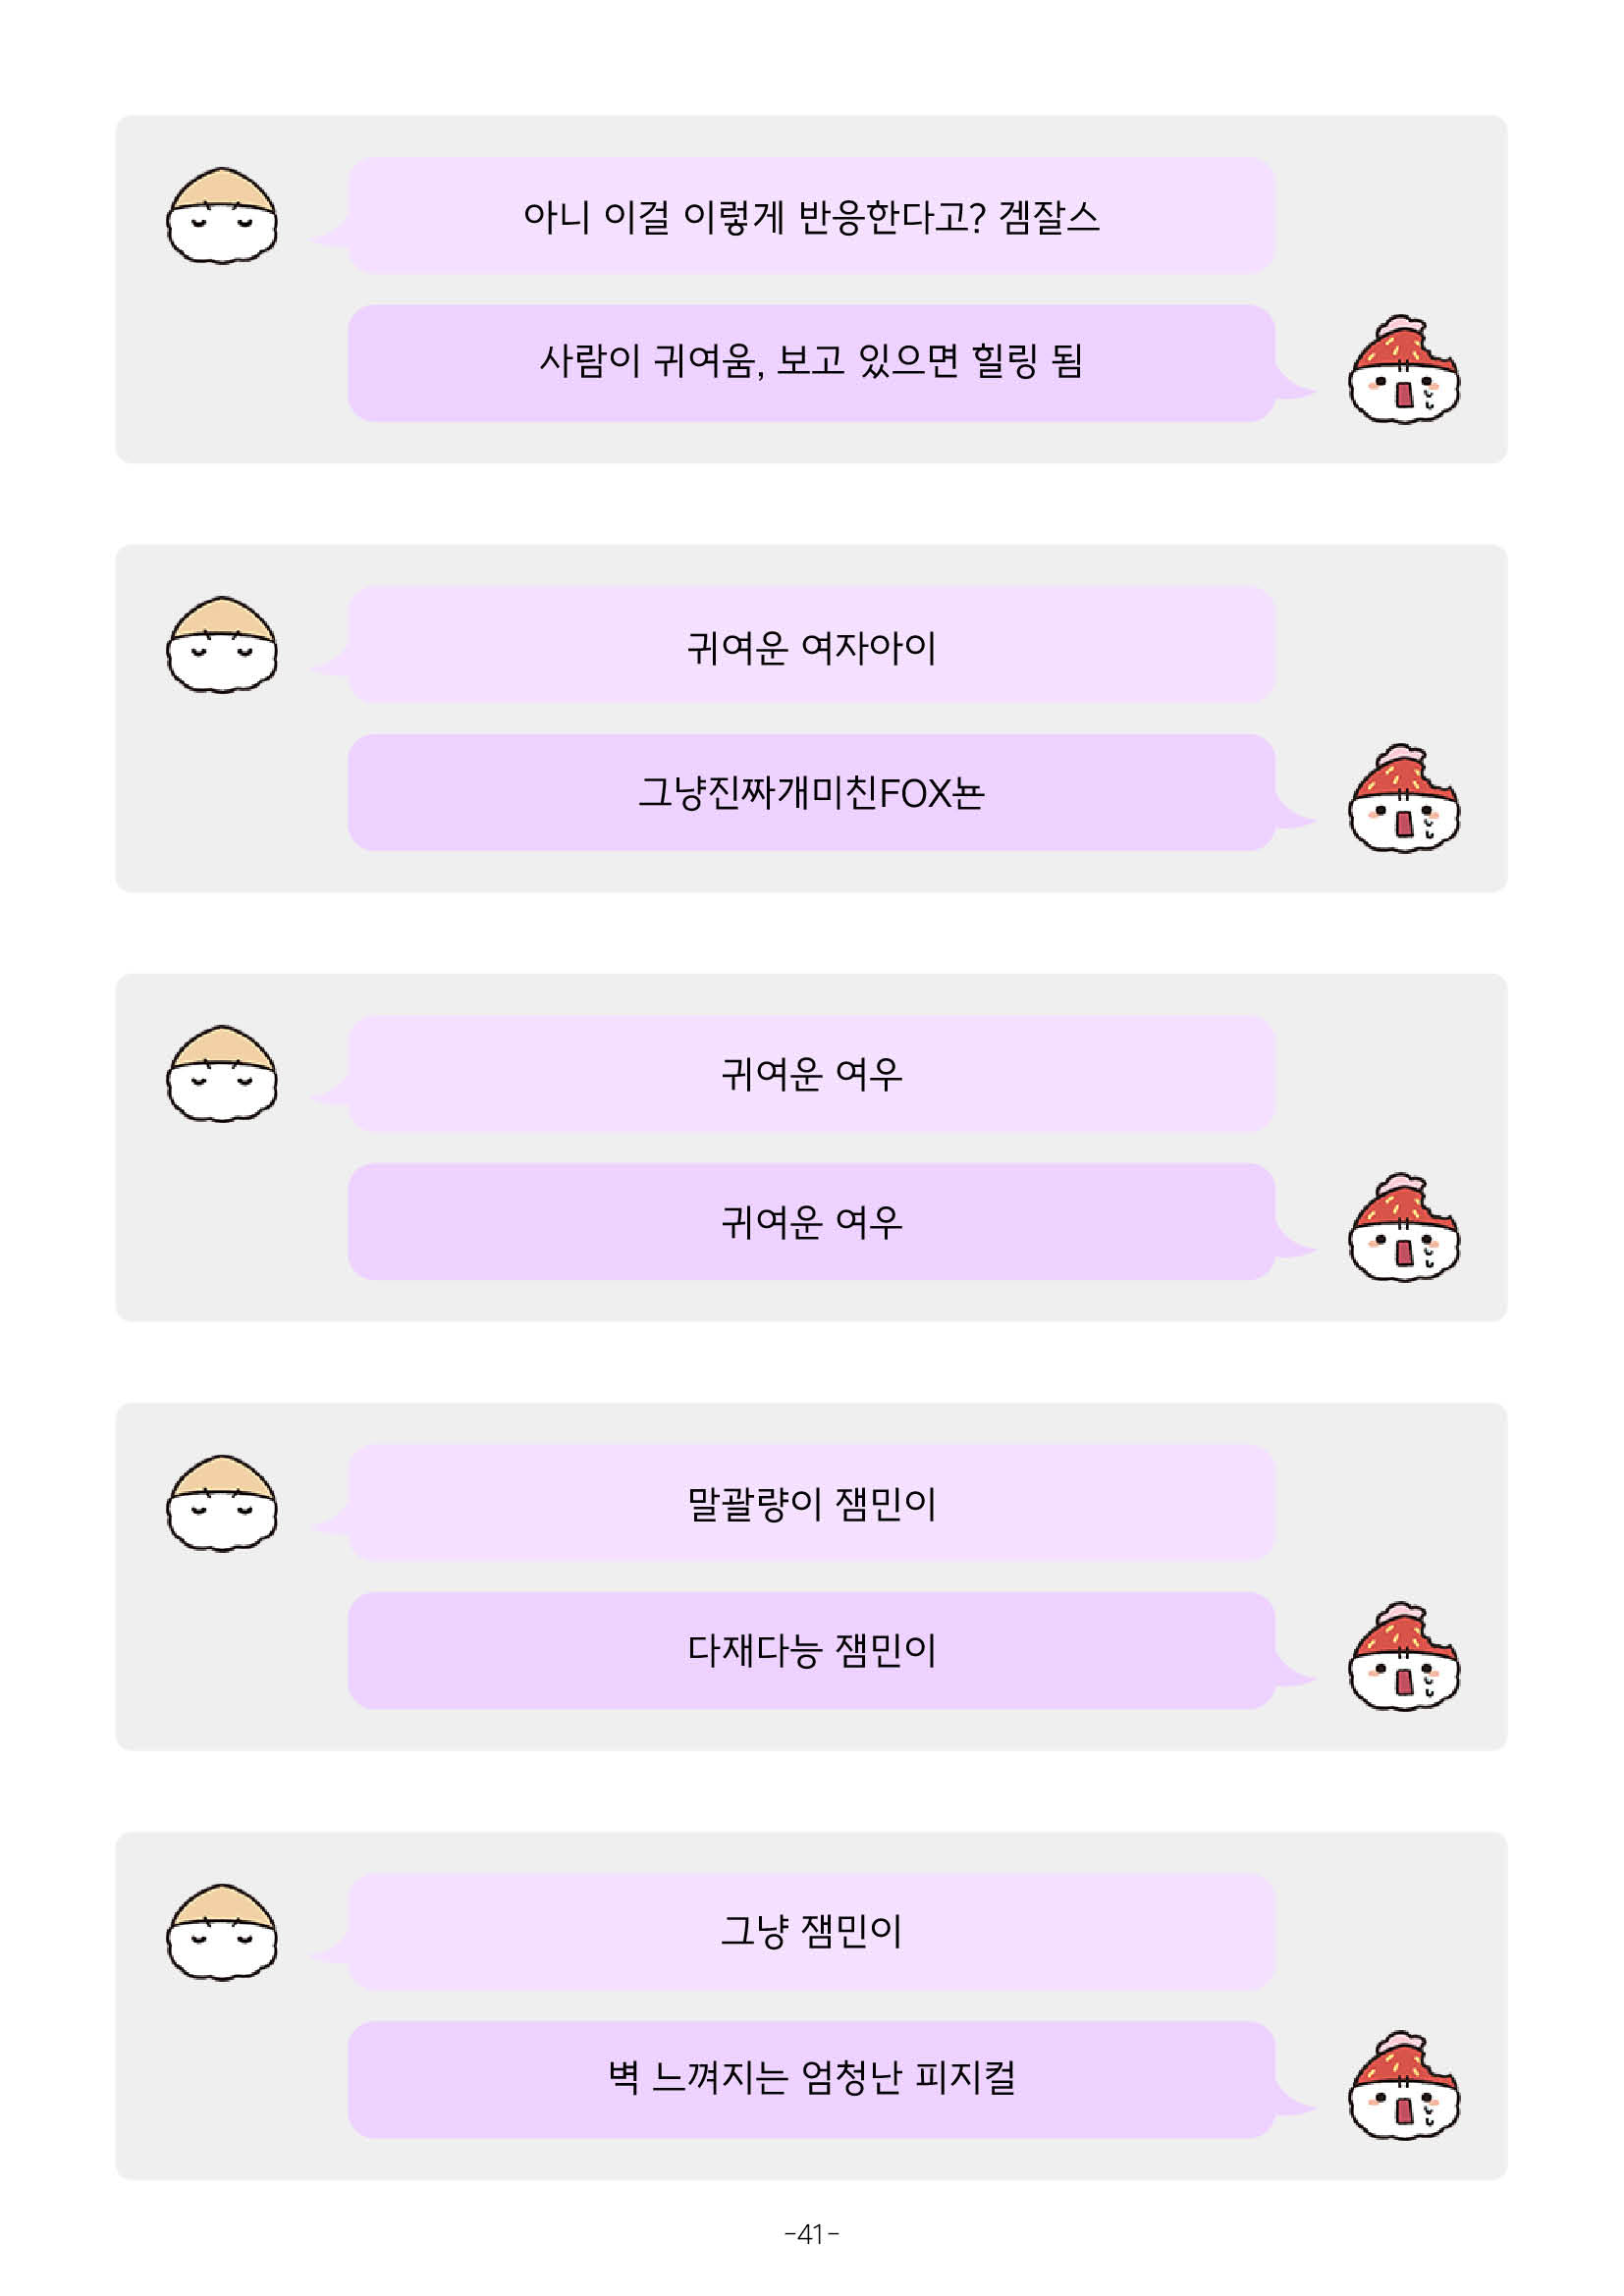 아니 이걸 이렇게 반응한다고? 겜잘스
사람이 귀여움, 보고 있으면 힐링 됨
귀여운 여자아이
그냥진짜개미친FOX뇬
귀여운 여우
귀여운 여우
말괄량이 잼민이
다재다능 잼민이
그냥 잼민이
벽 느껴지는 엄청난 피지컬
-41-